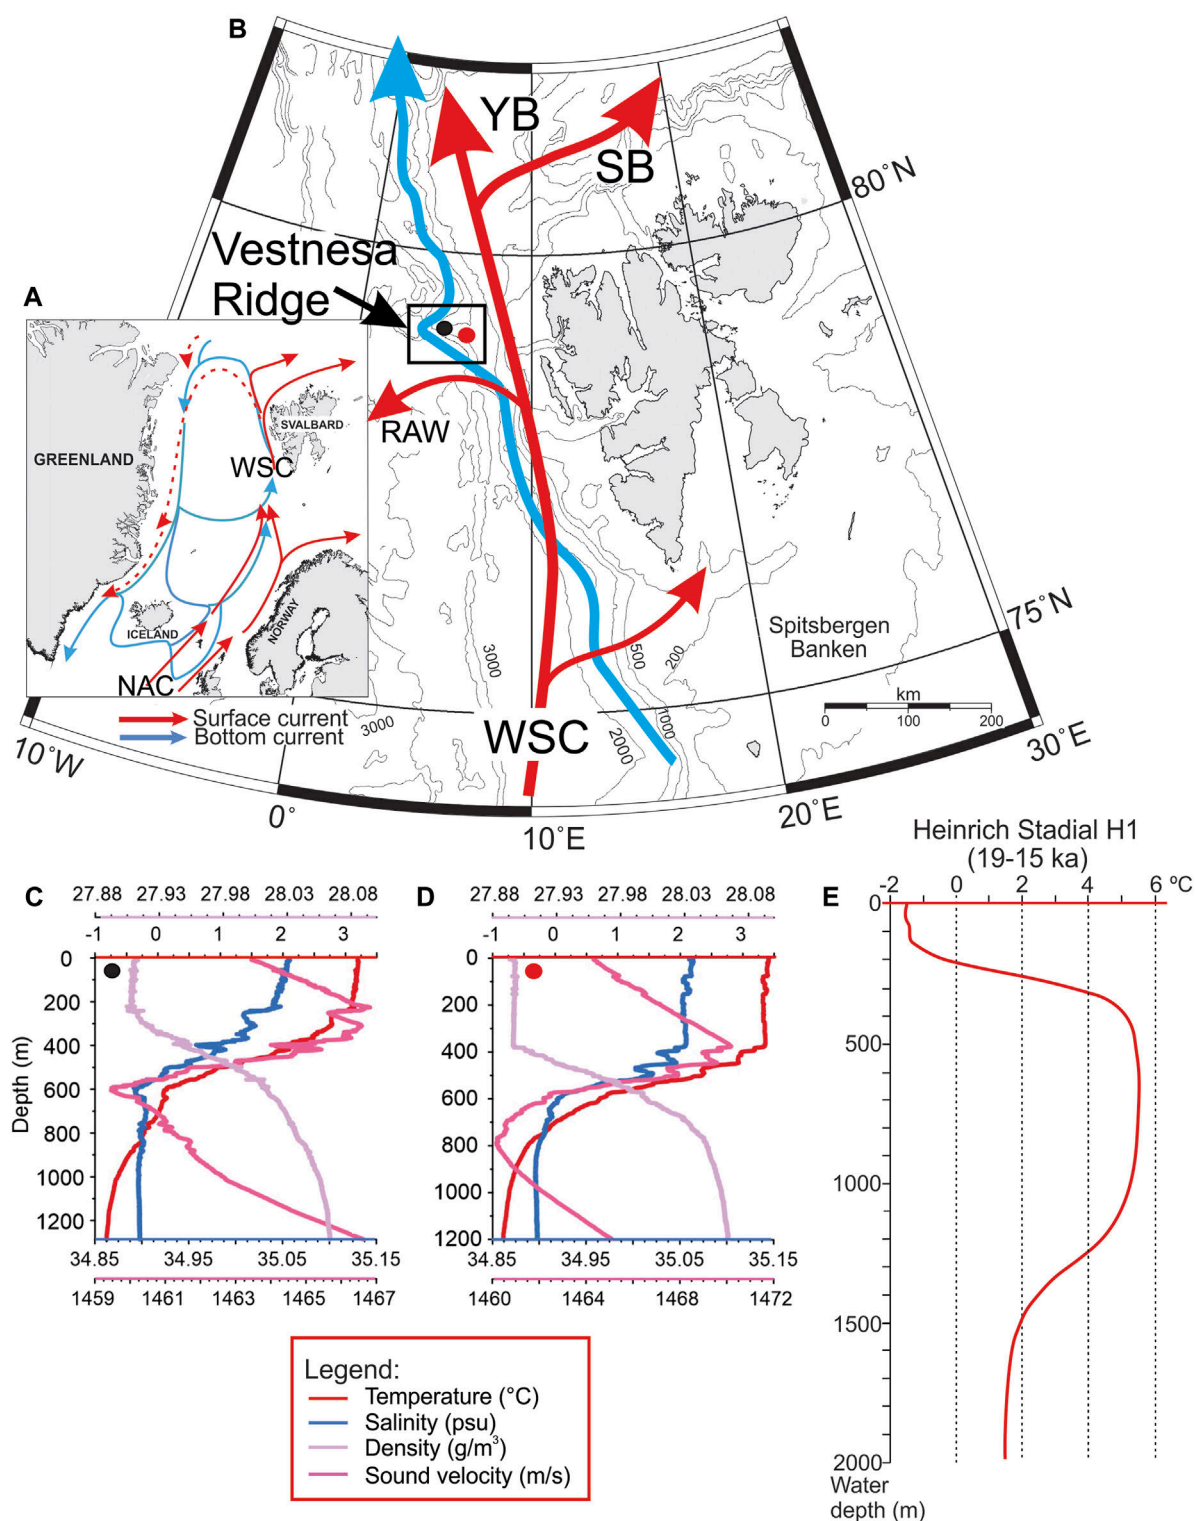 B
YB
SB
80°N
Vestnesa
Ridge
A
RAW
GREENLAND
SVALBARD
WSC
ICELAND
NORWAY
NAC
Surface current
Bottom current
3000
3000
500
200
1000
2000
WSC
Spitsbergen
Banken
km
0 100 200
75°N
10°W
0°
10°E
20°E
30°E
C
27.88 27.93 27.98 28.03 28.08
-1 0 1 2 3
0
200
400
600
800
1000
1200
Depth (m)
34.85 34.95 35.05 35.15
1459 1461 1463 1465 1467
D
27.88 27.93 27.98 28.03 28.08
-1 0 1 2 3
0
200
400
600
800
1000
1200
34.85 34.95 35.05 35.15
1460 1464 1468 1472
Heinrich Stadial H1
(19-15 ka)
E
-2 0 2 4 6 °C
0
500
1000
1500
2000
Water
depth (m)
Legend:
Temperature (°C)
Salinity (psu)
Density (g/m³)
Sound velocity (m/s)